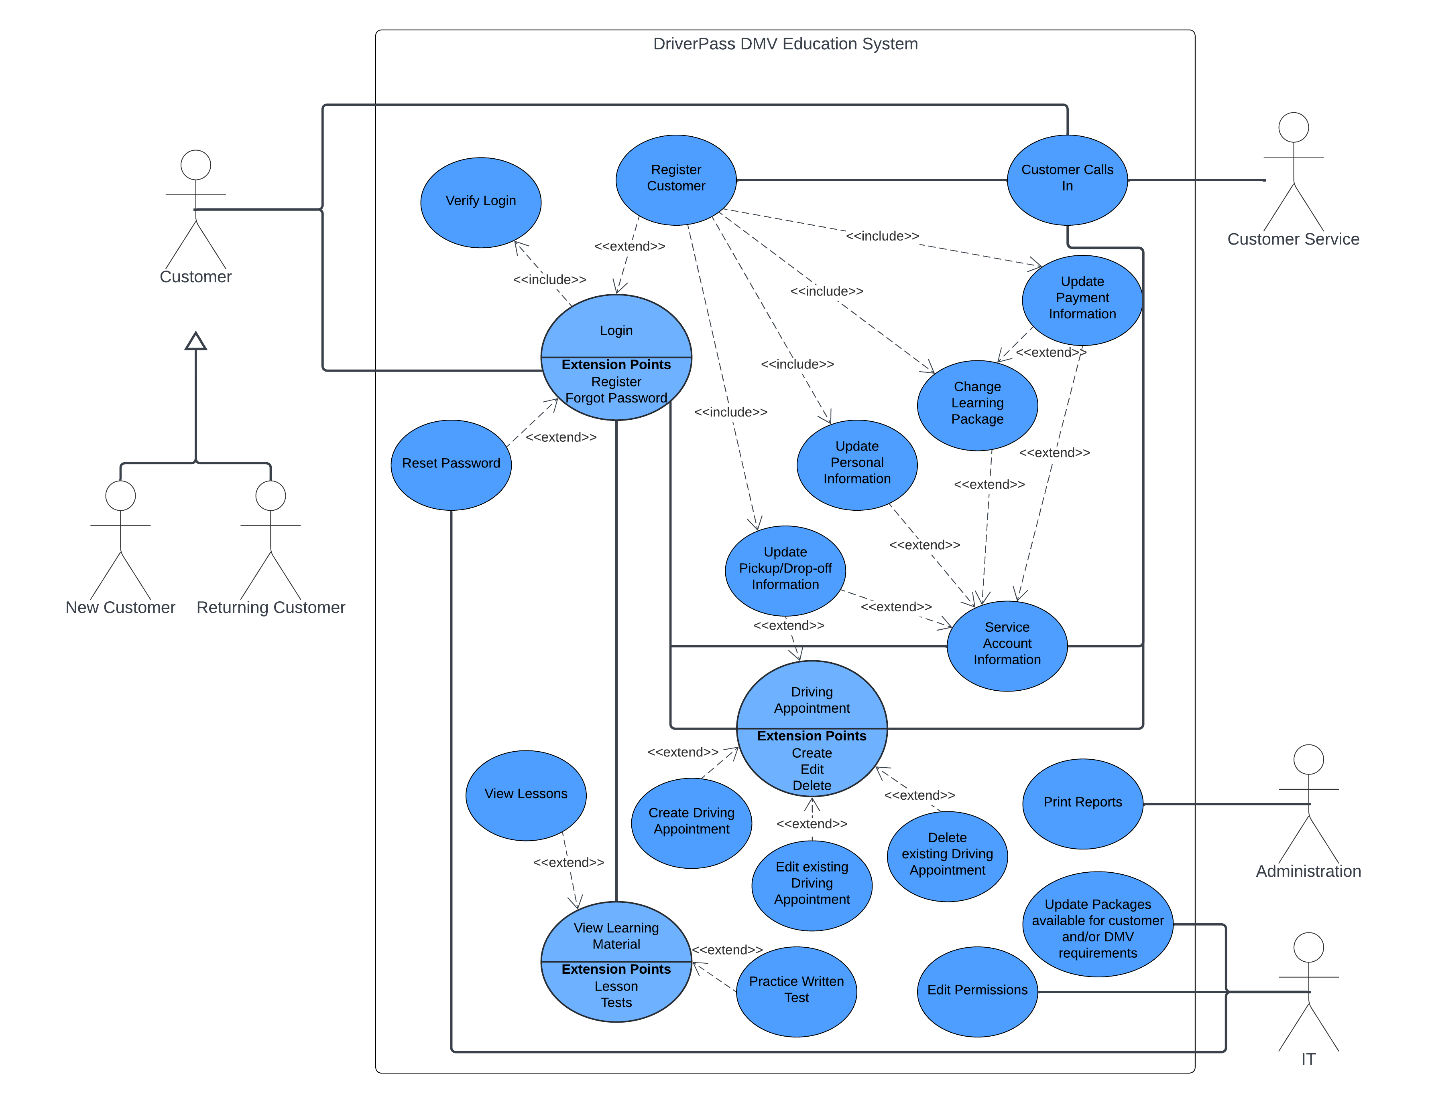 DriverPass DMV Education System
Customer
New Customer
Returning Customer
Customer Service
Administration
IT
Verify Login
Register
Customer
Customer Calls
In
<<extend>>
<<include>>
<<include>>
<<include>>
<<include>>
<<include>>
Login
Extension Points
Register
Forgot Password
Update
Payment
Information
<<extend>>
Change
Learning
Package
Reset Password
<<extend>>
Update
Personal
Information
<<extend>>
<<extend>>
<<extend>>
Update
Pickup/Drop-off
Information
<<extend>>
<<extend>>
Service
Account
Information
Driving
Appointment
Extension Points
Create
Edit
Delete
<<extend>>
<<extend>>
<<extend>>
View Lessons
Create Driving
Appointment
Edit existing
Driving
Appointment
Delete
existing Driving
Appointment
Print Reports
<<extend>>
View Learning
Material
Extension Points
Lesson
Tests
<<extend>>
Practice Written
Test
Update Packages
available for customer
and/or DMV
requirements
Edit Permissions